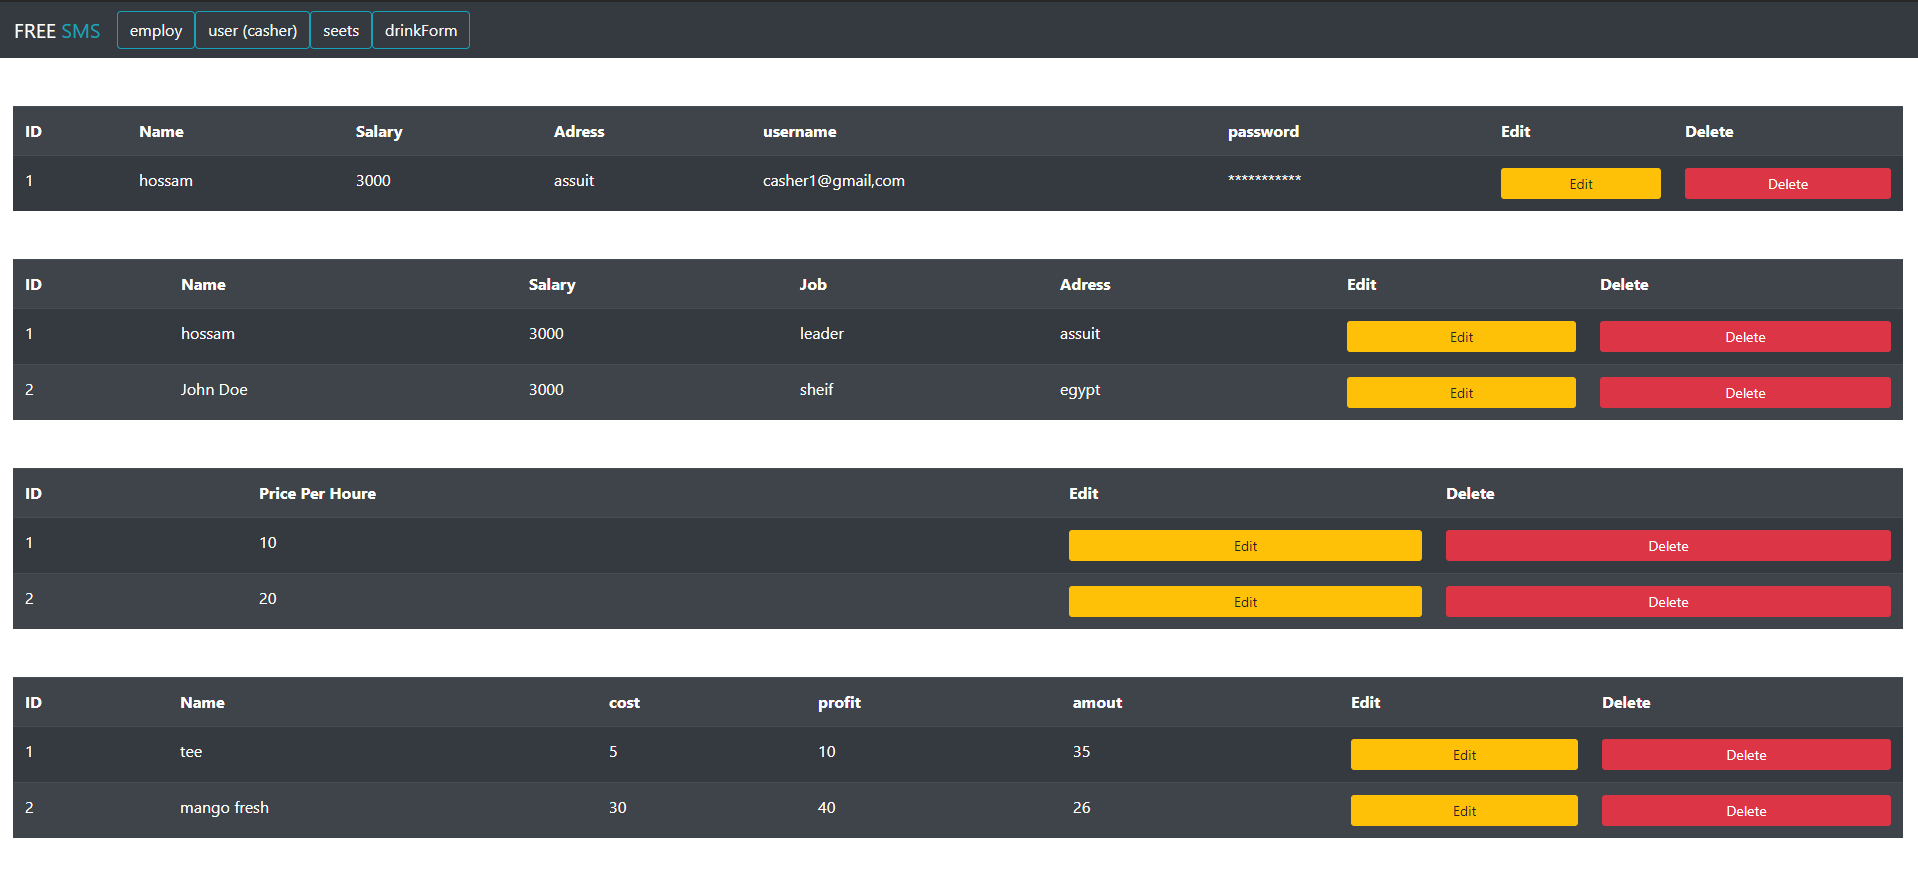 FREE SMS employ user (casher) seets drinkForm
ID Name Salary Adress username password Edit Delete
1 hossam 3000 assuit casher1@gmail,com *********** Edit Delete
ID Name Salary Job Adress Edit Delete
1 hossam 3000 leader assuit Edit Delete
2 John Doe 3000 sheif egypt Edit Delete
ID Price Per Houre Edit Delete
1 10 Edit Delete
2 20 Edit Delete
ID Name cost profit amout Edit Delete
1 tee 5 10 35 Edit Delete
2 mango fresh 30 40 26 Edit Delete